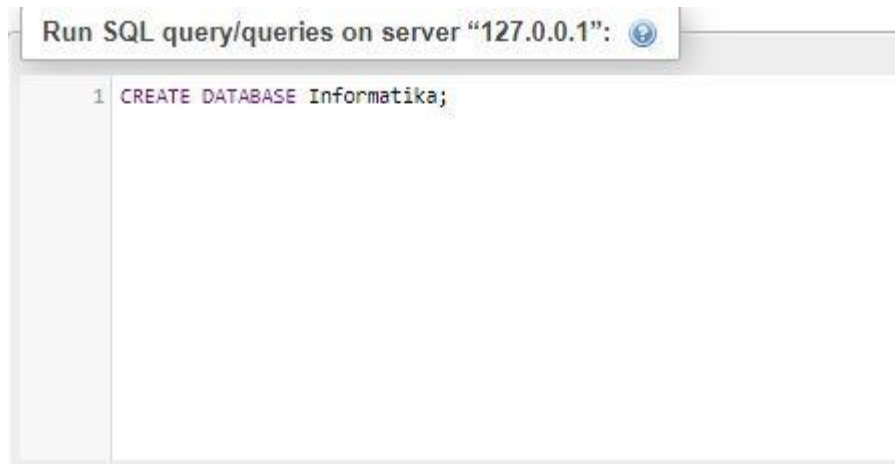 Run SQL query/queries on server “127.0.0.1”:
1 CREATE DATABASE Informatika;